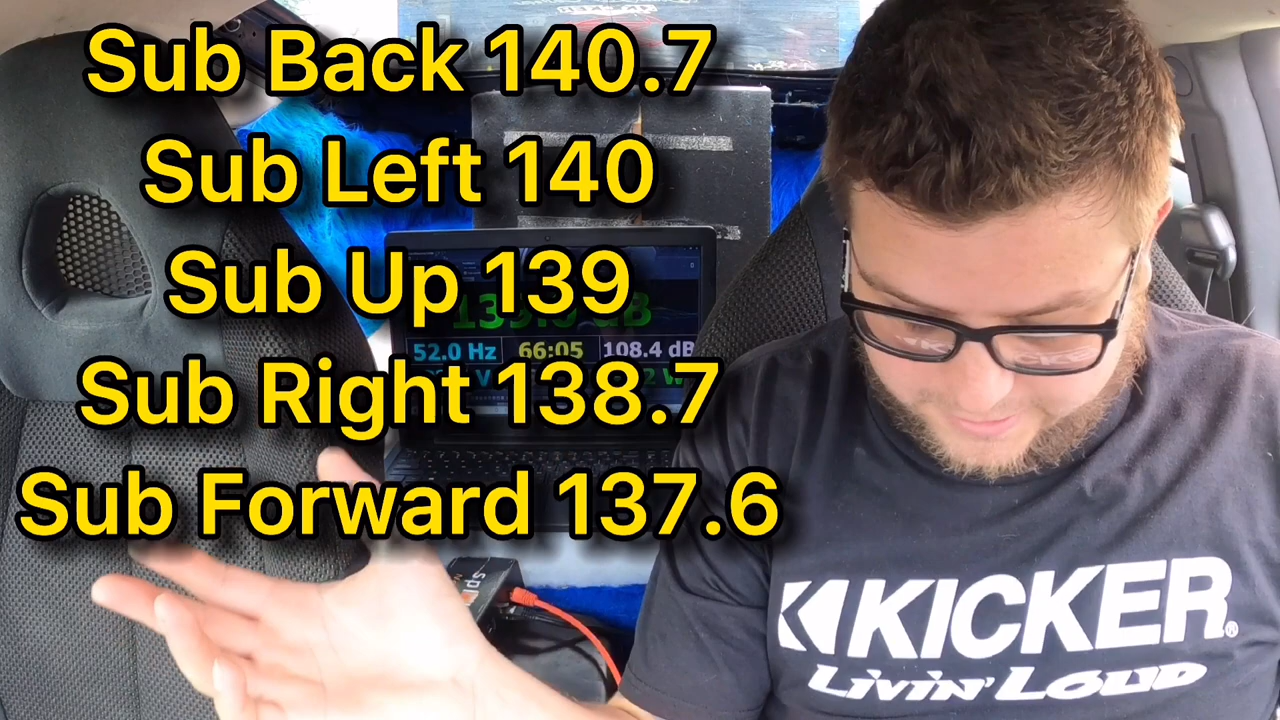 Sub Back 140.7
Sub Left 140
Sub Up 139
Sub Right 138.7
Sub Forward 137.6
52.0 Hz 66:05 108.4 dB
KICKER®
LIVIN' LOUD